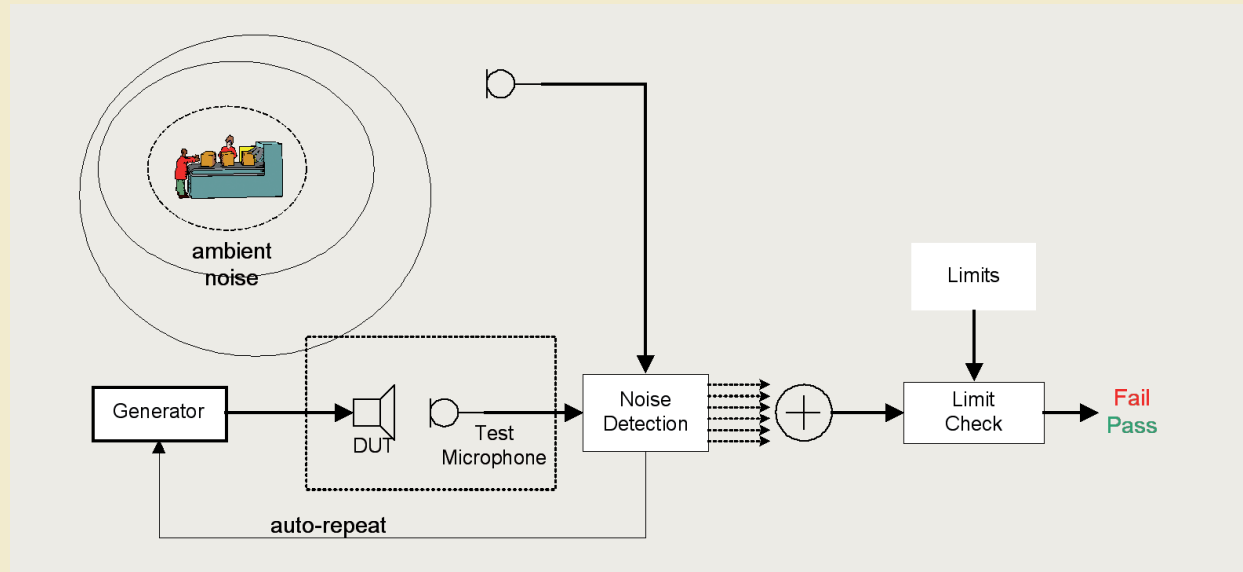 ambient
noise
Limits
Generator
DUT
Test
Microphone
Noise
Detection
Limit
Check
Fail
Pass
auto-repeat